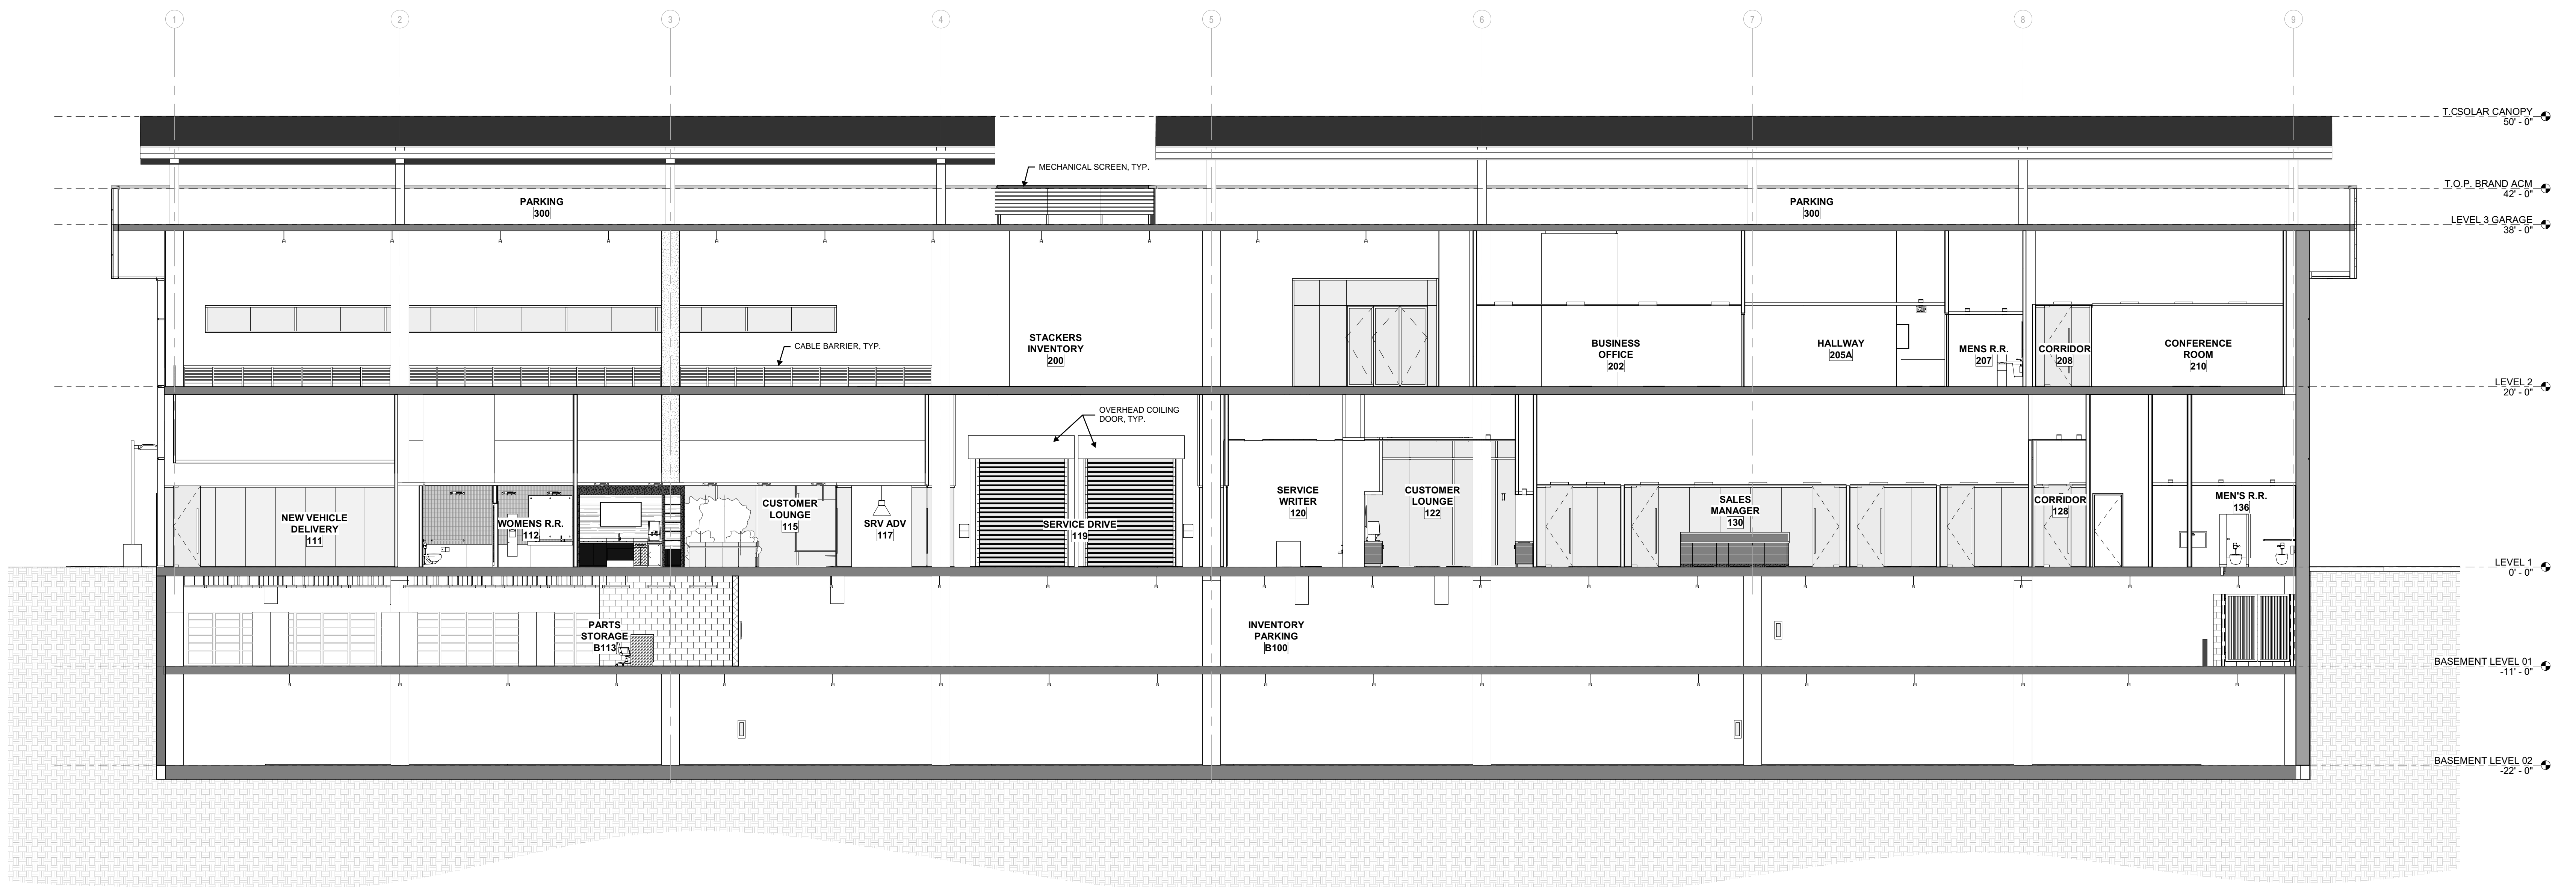 1
2
3
4
5
6
7
8
9
T.CSOLAR CANOPY
50' - 0"
MECHANICAL SCREEN, TYP.
T.O.P. BRAND ACM
42' - 0"
PARKING
300
PARKING
300
LEVEL 3 GARAGE
38' - 0"
CABLE BARRIER, TYP.
STACKERS
INVENTORY
200
BUSINESS
OFFICE
202
HALLWAY
205A
MENS R.R.
207
CORRIDOR
208
CONFERENCE
ROOM
210
LEVEL 2
20' - 0"
OVERHEAD COILING
DOOR, TYP.
NEW VEHICLE
DELIVERY
111
WOMENS R.R.
112
CUSTOMER
LOUNGE
115
SRV ADV
117
SERVICE DRIVE
119
SERVICE
WRITER
120
CUSTOMER
LOUNGE
122
SALES
MANAGER
130
CORRIDOR
128
MEN'S R.R.
136
LEVEL 1
0' - 0"
PARTS
STORAGE
B113
INVENTORY
PARKING
B100
BASEMENT LEVEL 01
-11' - 0"
BASEMENT LEVEL 02
-22' - 0"